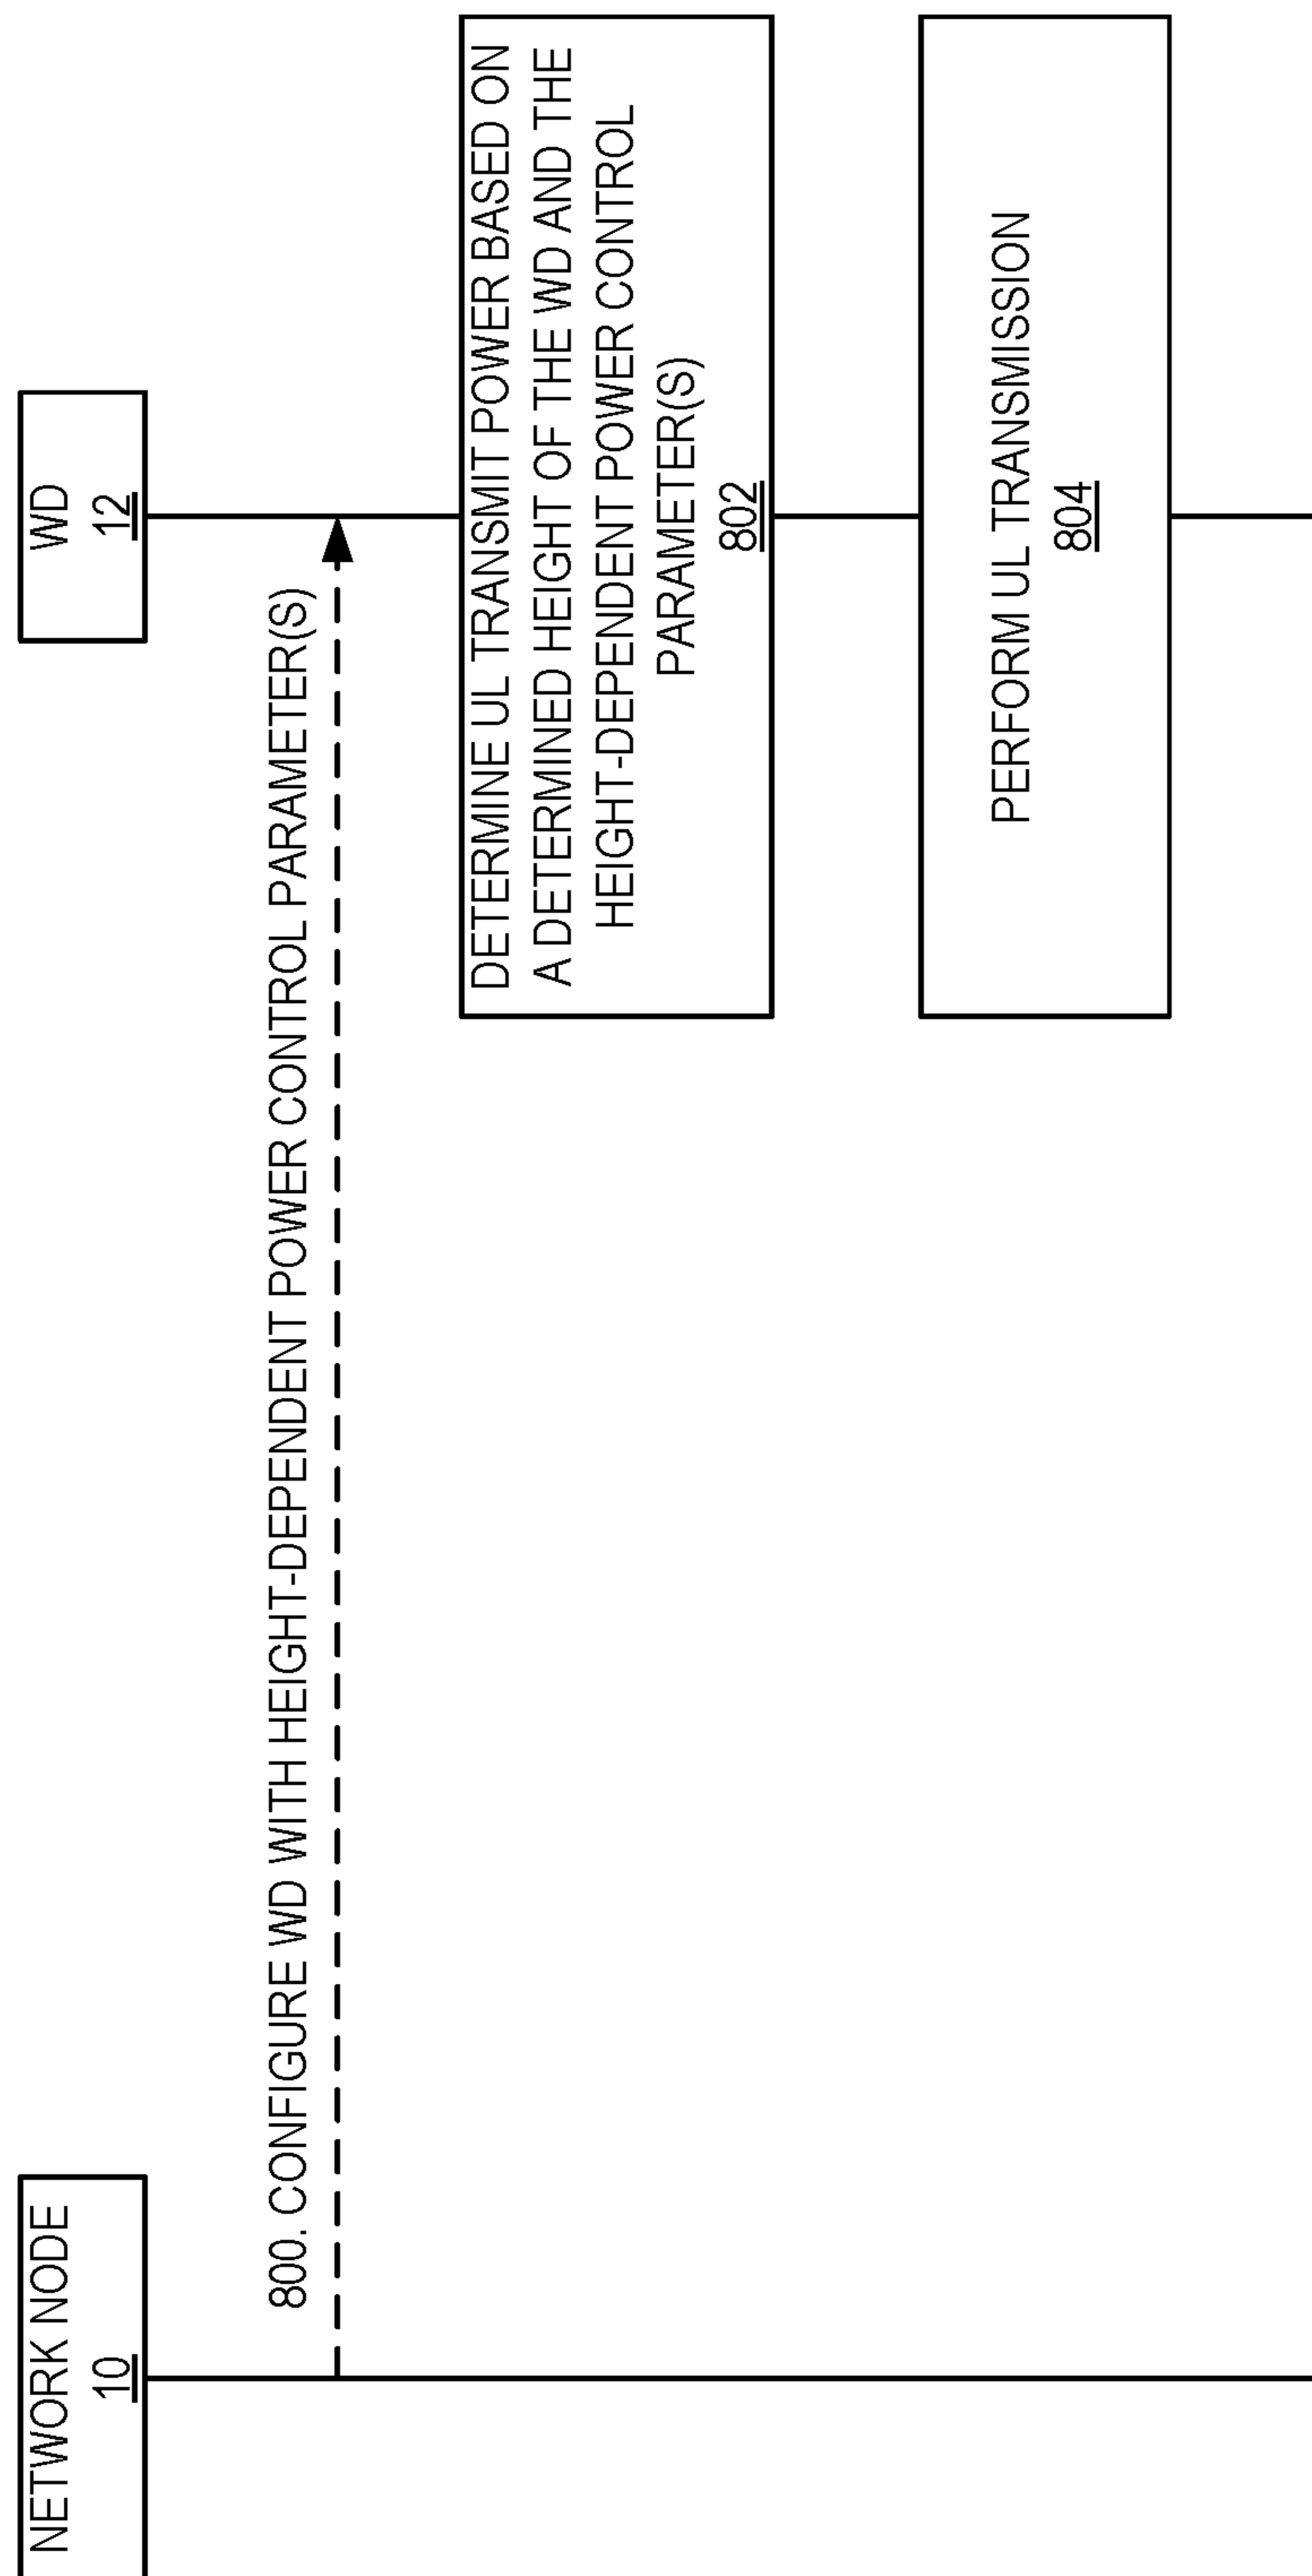 NETWORK NODE
10
WD
12
800. CONFIGURE WD WITH HEIGHT-DEPENDENT POWER CONTROL PARAMETER(S)
DETERMINE UL TRANSMIT POWER BASED ON
A DETERMINED HEIGHT OF THE WD AND THE
HEIGHT-DEPENDENT POWER CONTROL
PARAMETER(S)
802
PERFORM UL TRANSMISSION
804